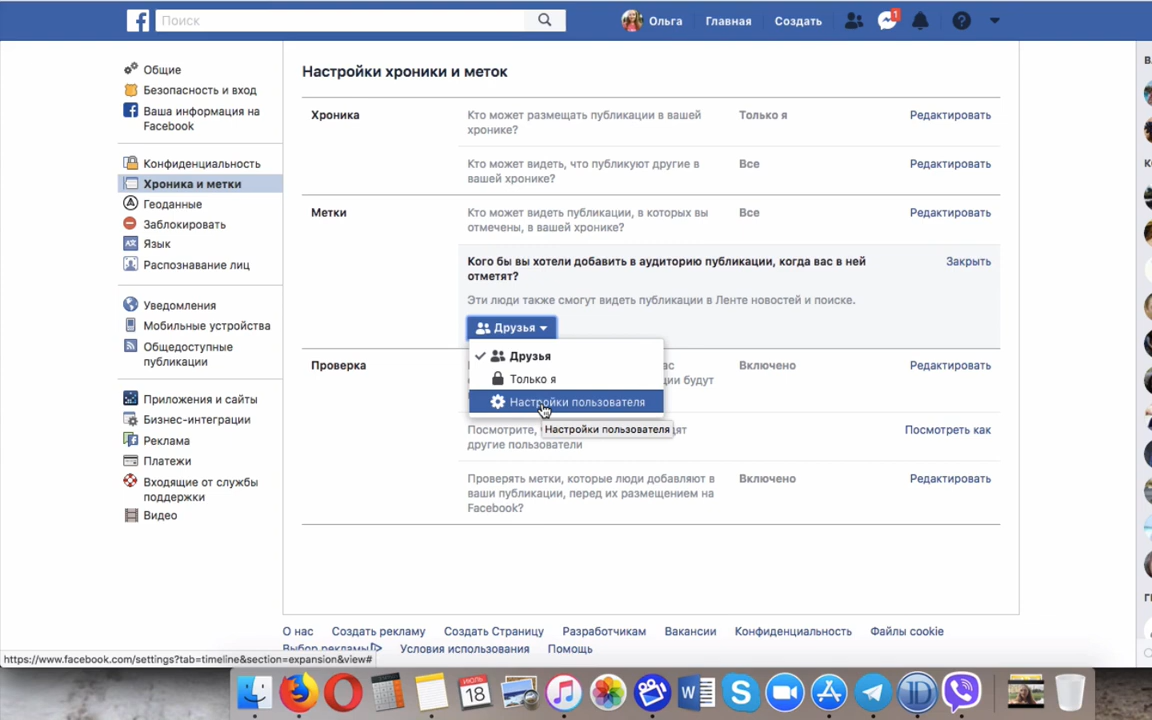 Поиск
Ольга
Главная
Создать
1
Общие
Безопасность и вход
Ваша информация на
Facebook
Конфиденциальность
Хроника и метки
Геоданные
Заблокировать
Язык
Распознавание лиц
Уведомления
Мобильные устройства
Общедоступные
публикации
Приложения и сайты
Бизнес-интеграции
Реклама
Платежи
Входящие от службы
поддержки
Видео
Настройки хроники и меток
Хроника
Кто может размещать публикации в вашей
хронике?
Только я
Редактировать
Кто может видеть, что публикуют другие в
вашей хронике?
Все
Редактировать
Метки
Кто может видеть публикации, в которых вы
отмечены, в вашей хронике?
Все
Редактировать
Кого бы вы хотели добавить в аудиторию публикации, когда вас в ней
отметят?
Закрыть
Эти люди также смогут видеть публикации в Ленте новостей и поиске.
Друзья
Друзья
Только я
Настройки пользователя
Настройки пользователя
Проверка
Включено
Редактировать
Посмотрите,
другие пользователи
Посмотреть как
Проверять метки, которые люди добавляют в
ваши публикации, перед их размещением на
Facebook?
Включено
Редактировать
О нас
Создать рекламу
Создать Страницу
Разработчикам
Вакансии
Конфиденциальность
Файлы cookie
Выбор рекламы
Условия использования
Помощь
https://www.facebook.com/settings?tab=timeline&section=expansion&view#
ИЮЛЬ
18